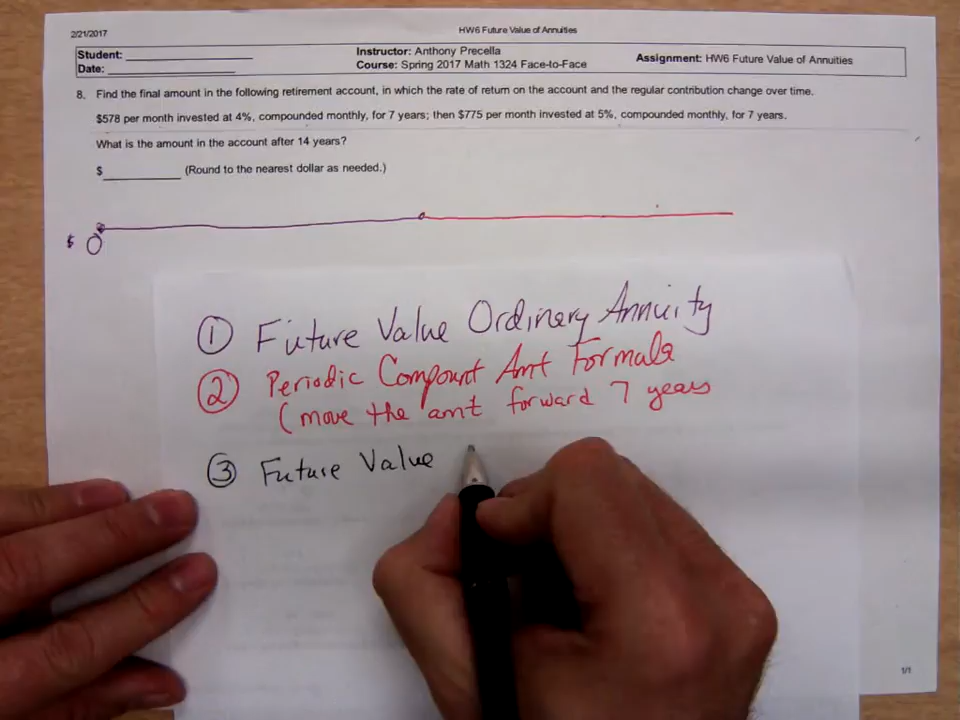 2/21/2017
HW6 Future Value of Annuities
Student:
Date:
Instructor: Anthony Precella
Course: Spring 2017 Math 1324 Face-to-Face
Assignment: HW6 Future Value of Annuities
8. Find the final amount in the following retirement account, in which the rate of return on the account and the regular contribution change over time.
$578 per month invested at 4%, compounded monthly, for 7 years; then $775 per month invested at 5%, compounded monthly, for 7 years.
What is the amount in the account after 14 years?
$__________ (Round to the nearest dollar as needed.)
$ 0
① Future Value Ordinary Annuity
② Periodic Compount Amt Formala
(move the amt forward 7 years
③ Future Value
1/1